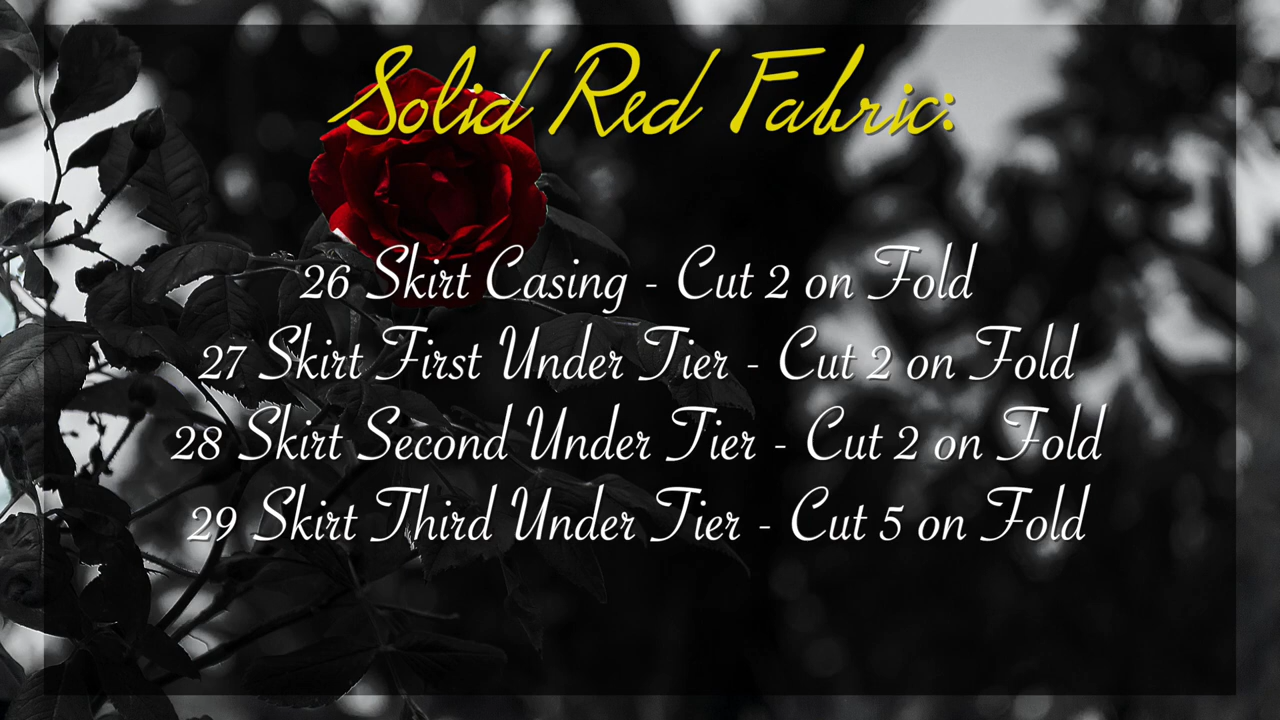 Solid Red Fabric:
26 Skirt Casing - Cut 2 on Fold
27 Skirt First Under Tier - Cut 2 on Fold
28 Skirt Second Under Tier - Cut 2 on Fold
29 Skirt Third Under Tier - Cut 5 on Fold